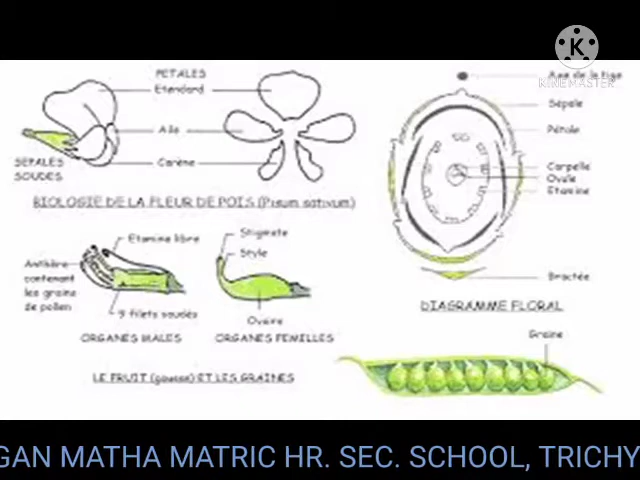 KINEMASTER
PETALES
Etendard
Axe de la tige
Sépale
Aile
Pétale
SEPALES
SOUDES
Carène
Carpelle
Ovule
Etamine
BIOLOGIE DE LA FLEUR DE POIS (Pisum sativum)
Etamine libre
Stigmate
Style
Anthère
contenant
les grains
de pollen
Bractée
9 filets soudés
Ovaire
DIAGRAMME FLORAL
ORGANES MALES
ORGANES FEMELLES
Graine
LE FRUIT (gousse) ET LES GRAINES
GAN MATHA MATRIC HR. SEC. SCHOOL, TRICHY